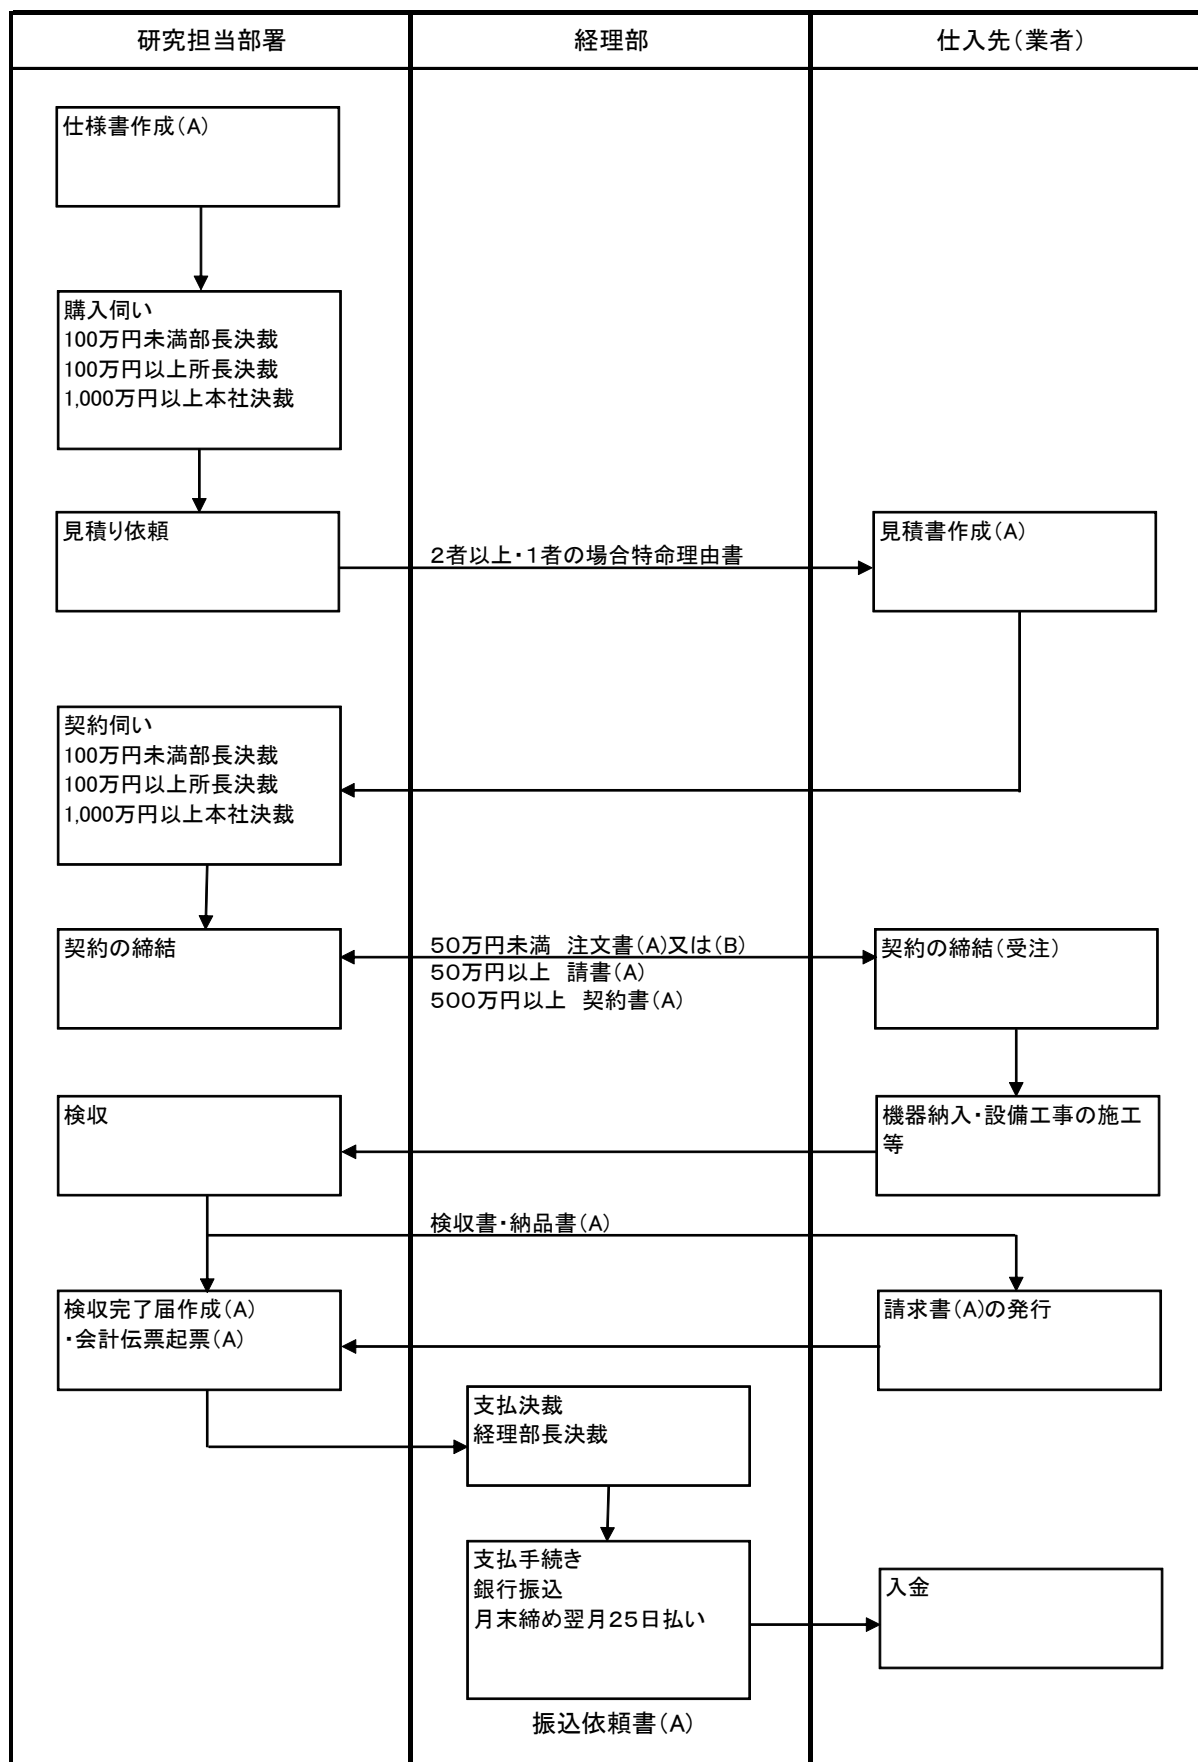 研究担当部署
経理部
仕入先(業者)
仕様書作成(A)
購入伺い
100万円未満部長決裁
100万円以上所長決裁
1,000万円以上本社決裁
見積り依頼
2者以上・1者の場合特命理由書
見積書作成(A)
契約伺い
100万円未満部長決裁
100万円以上所長決裁
1,000万円以上本社決裁
契約の締結
50万円未満 注文書(A)又は(B)
50万円以上 請書(A)
500万円以上 契約書(A)
契約の締結(受注)
検収
機器納入・設備工事の施工
等
検収書・納品書(A)
検収完了届作成(A)
・会計伝票起票(A)
請求書(A)の発行
支払決裁
経理部長決裁
支払手続き
銀行振込
月末締め翌月25日払い
入金
振込依頼書(A)